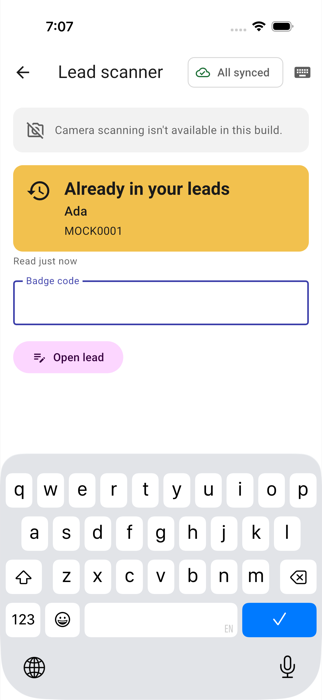 7:07
Lead scanner
All synced
Camera scanning isn't available in this build.
Already in your leads
Ada
MOCK0001
Read just now
Badge code
Open lead
q w e r t y u i o p
a s d f g h j k l
z x c v b n m
123
EN